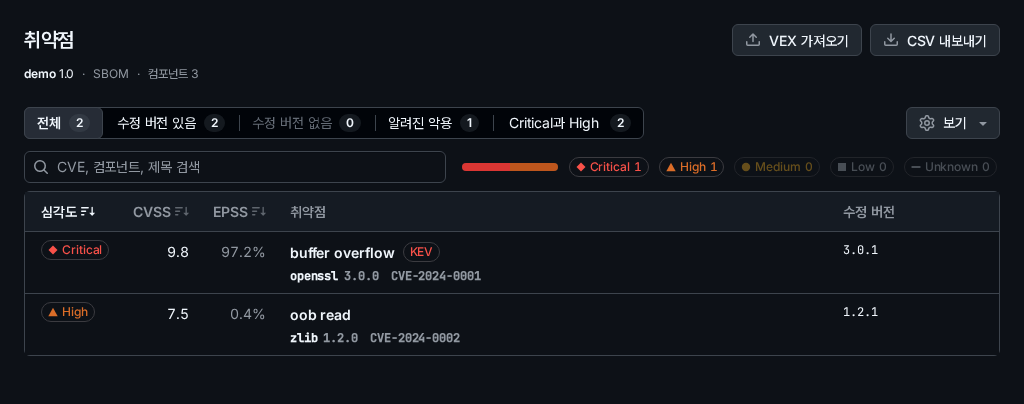 취약점
VEX 가져오기
CSV 내보내기
demo 1.0 · SBOM · 컴포넌트 3
전체 2 수정 버전 있음 2 수정 버전 없음 0 알려진 악용 1 Critical과 High 2
보기
CVE, 컴포넌트, 제목 검색
Critical 1 High 1 Medium 0 Low 0 Unknown 0
심각도 CVSS EPSS 취약점 수정 버전
Critical 9.8 97.2% buffer overflow KEV 3.0.1
openssl 3.0.0 CVE-2024-0001
High 7.5 0.4% oob read 1.2.1
zlib 1.2.0 CVE-2024-0002